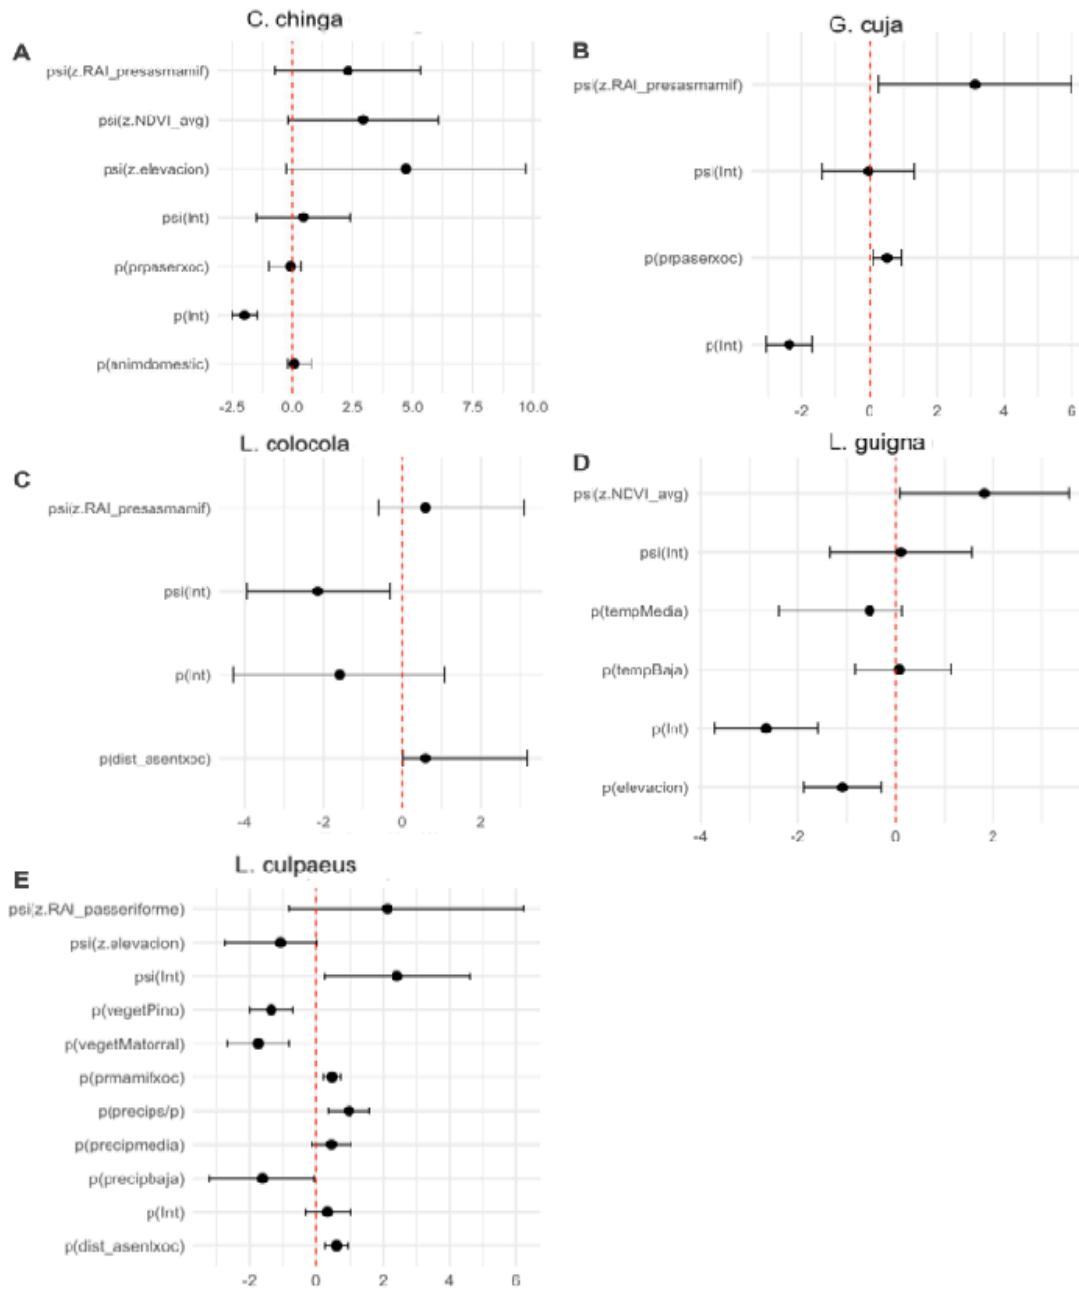 C. chinga
A
psi(z.RAI_presasmamif)
psi(z.NDVI_avg)
psi(z.elevacion)
psi(Int)
p(prpaserxoc)
p(Int)
p(animdomestic)
-2.5 0.0 2.5 5.0 7.5 10.0
G. cuja
B
psi(z.RAI_presasmamif)
psi(Int)
p(prpaserxoc)
p(Int)
-2 0 2 4 6
L. colocola
C
psi(z.RAI_presasmamif)
psi(Int)
p(Int)
p(dist_asentxoc)
-4 -2 0 2
L. guigna
D
psi(z.NDVI_avg)
psi(Int)
p(tempMedia)
p(tempBaja)
p(Int)
p(elevacion)
-4 -2 0 2
L. culpaeus
E
psi(z.RAI_passeriforme)
psi(z.elevacion)
psi(Int)
p(vegetPino)
p(vegetMatorral)
p(prmamifxoc)
p(precips/p)
p(precipmedia)
p(precipbaja)
p(Int)
p(dist_asentxoc)
-2 0 2 4 6